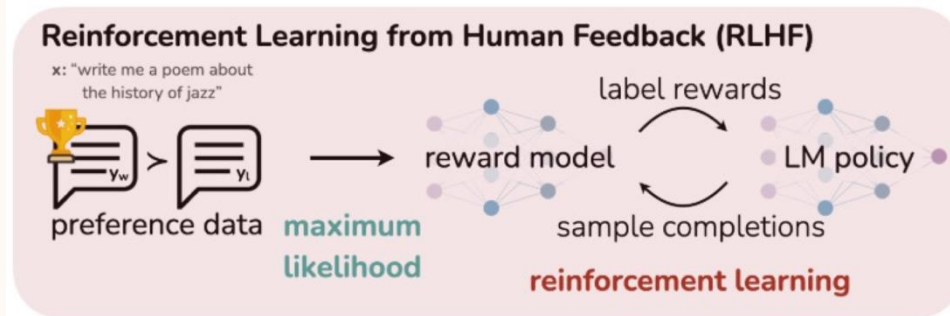 Reinforcement Learning from Human Feedback (RLHF)
x: “write me a poem about
the history of jazz”
label rewards
yw
>
yl
reward model
LM policy
preference data
maximum
likelihood
sample completions
reinforcement learning